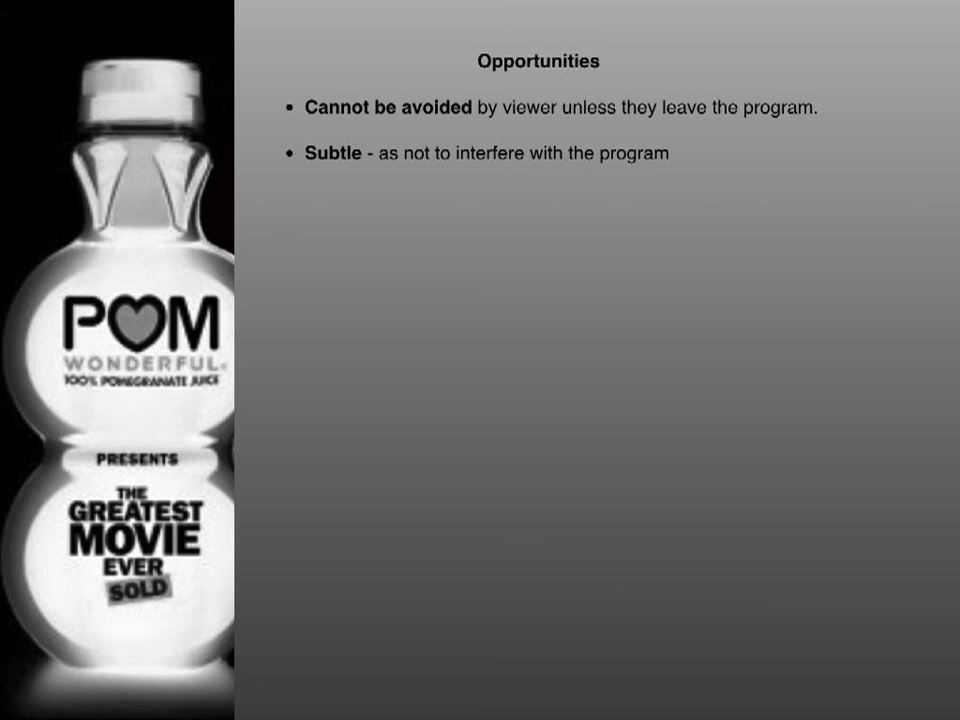 Opportunities
• Cannot be avoided by viewer unless they leave the program.
• Subtle - as not to interfere with the program
POM
WONDERFUL®
100% POMEGRANATE JUICE
PRESENTS
THE
GREATEST
MOVIE
EVER
SOLD